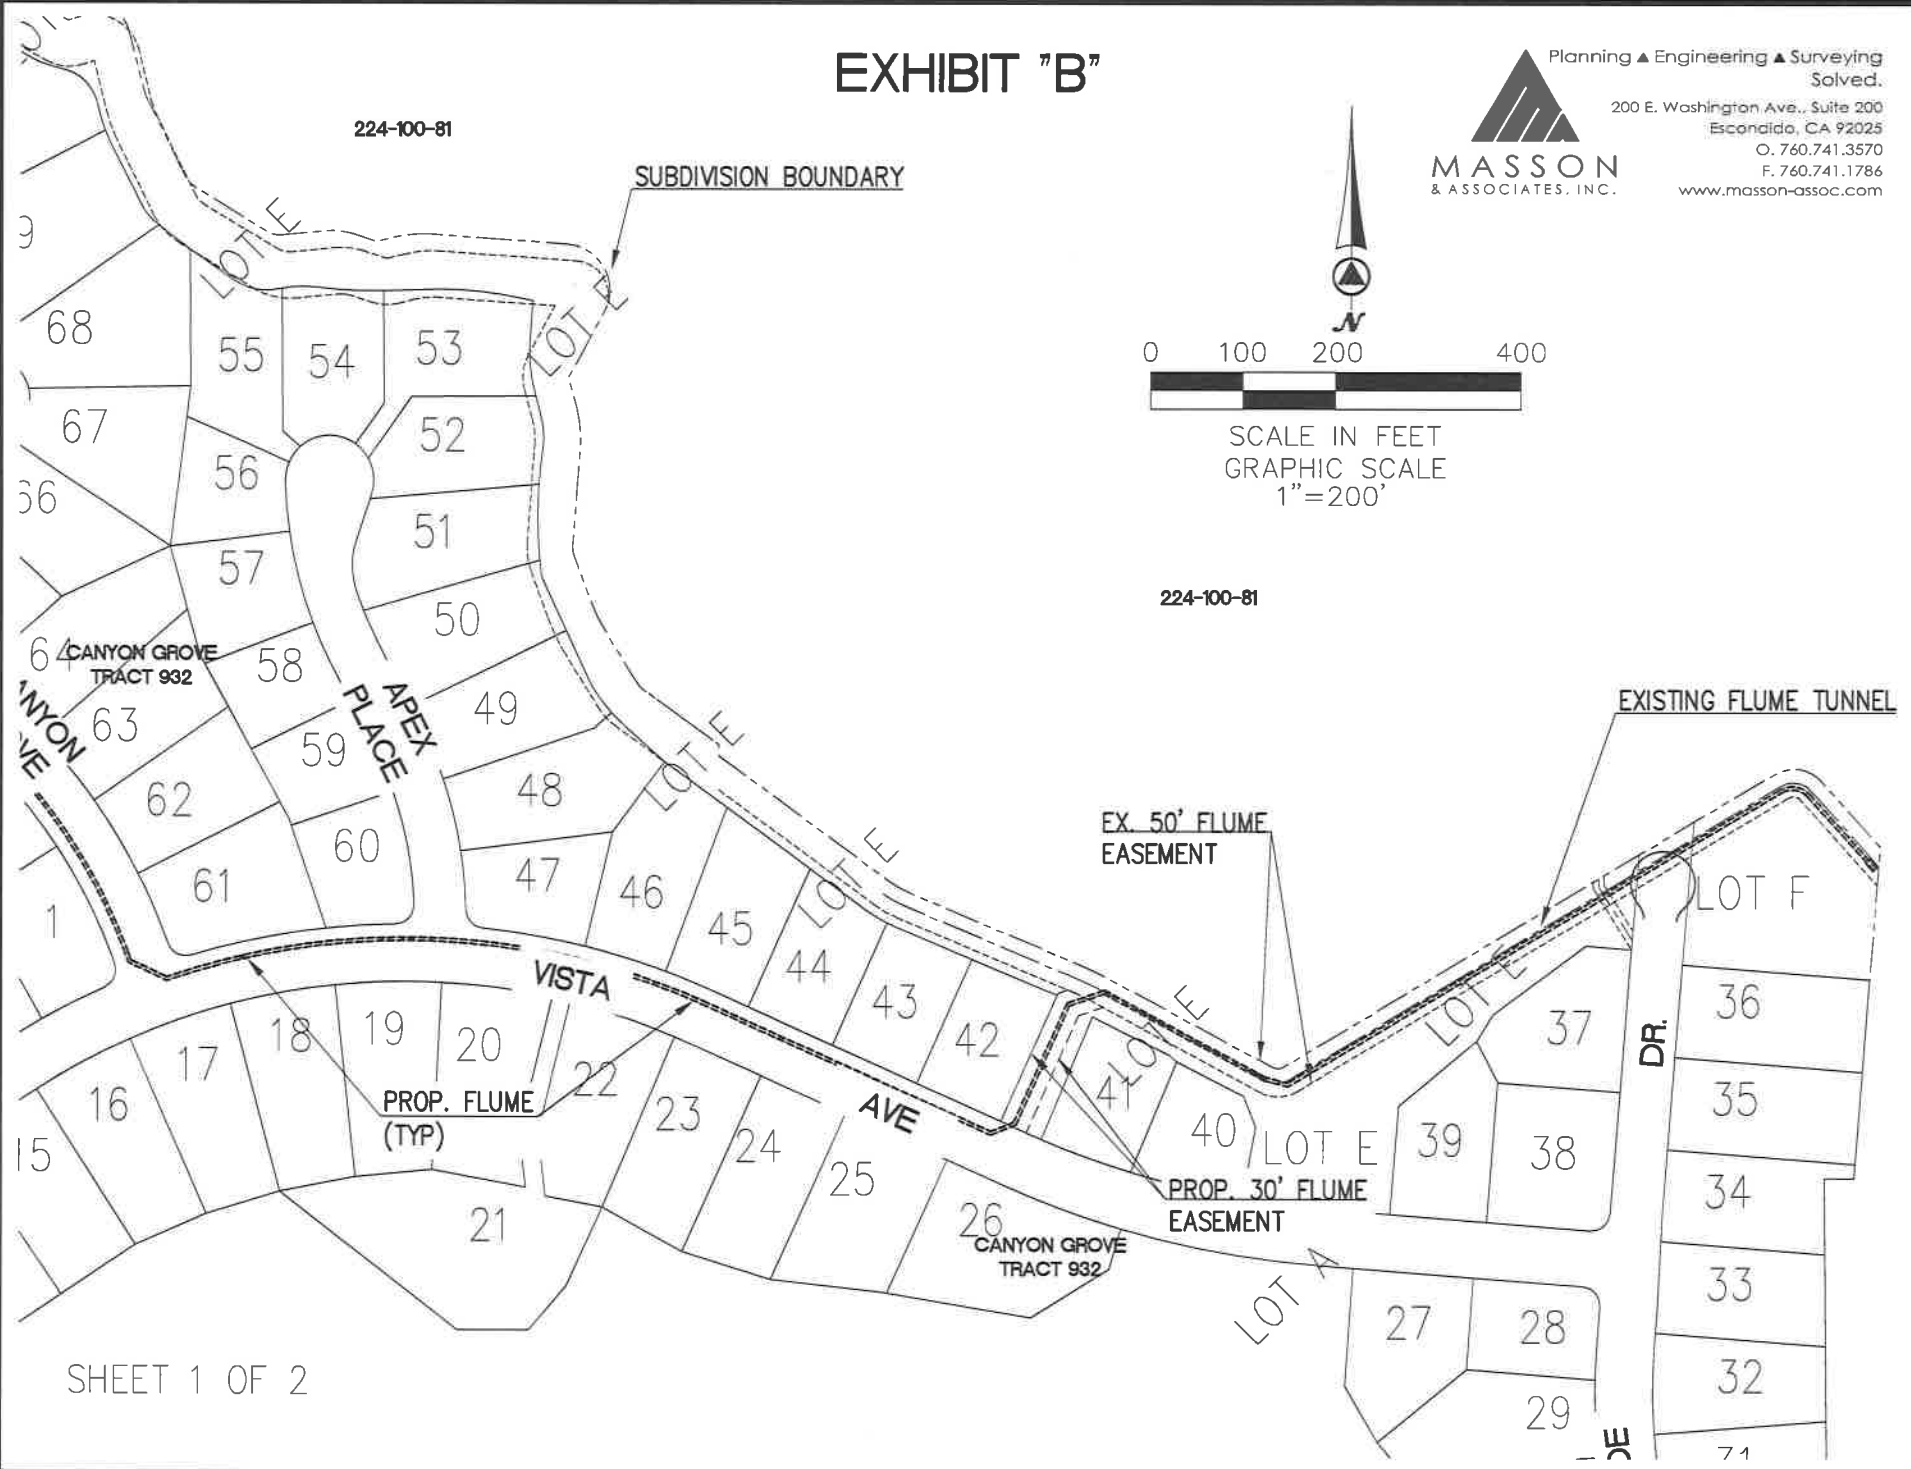 EXHIBIT "B"
Planning ▲ Engineering ▲ Surveying
Solved.
200 E. Washington Ave., Suite 200
Escondido, CA 92025
O. 760.741.3570
F. 760.741.1786
www.masson-assoc.com
MASSON
& ASSOCIATES, INC.
224-100-81
SUBDIVISION BOUNDARY
N
0 100 200 400
SCALE IN FEET
GRAPHIC SCALE
1"=200'
LOT E
LOT E
9
68
55
54
53
67
52
66
56
51
57
224-100-81
50
64
CANYON GROVE
TRACT 932
58
APEX
PLACE
49
63
59
LOT E
EXISTING FLUME TUNNEL
62
48
60
EX. 50' FLUME
EASEMENT
LOT E
61
47
46
45
44
43
42
41
40
1
LOT F
VISTA
AVE
LOT E
LOT E
37
36
DR.
35
34
33
32
31
39
38
LOT E
15
16
17
18
19
20
22
23
24
25
26
21
PROP. FLUME
(TYP)
PROP. 30' FLUME
EASEMENT
CANYON GROVE
TRACT 932
LOT A
27
28
29
SHEET 1 OF 2